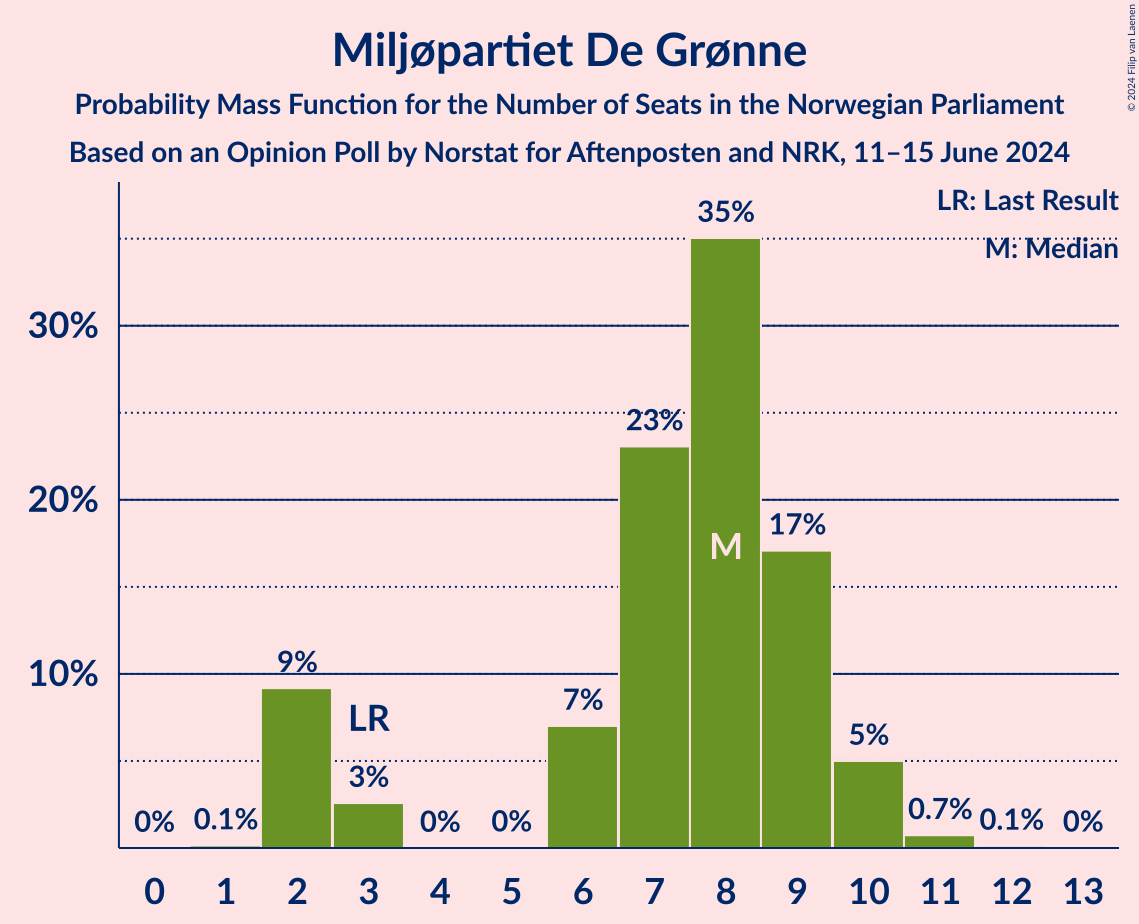 Miljøpartiet De Grønne
Probability Mass Function for the Number of Seats in the Norwegian Parliament
Based on an Opinion Poll by Norstat for Aftenposten and NRK, 11–15 June 2024
© 2024 Filip van Laenen
LR: Last Result
M: Median
35%
30%
23%
20%
17%
M
10%
9%
7%
LR
5%
3%
0%
0.1%
0%
0%
0.7%
0.1%
0%
0 1 2 3 4 5 6 7 8 9 10 11 12 13